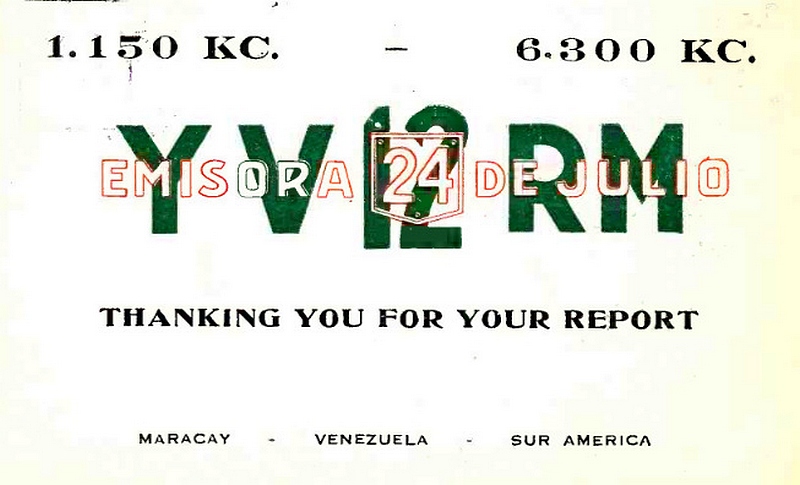 1.150 KC. – 6.300 KC.
YV12RM
EMISORA 24 DE JULIO
THANKING YOU FOR YOUR REPORT
MARACAY - VENEZUELA - SUR AMERICA